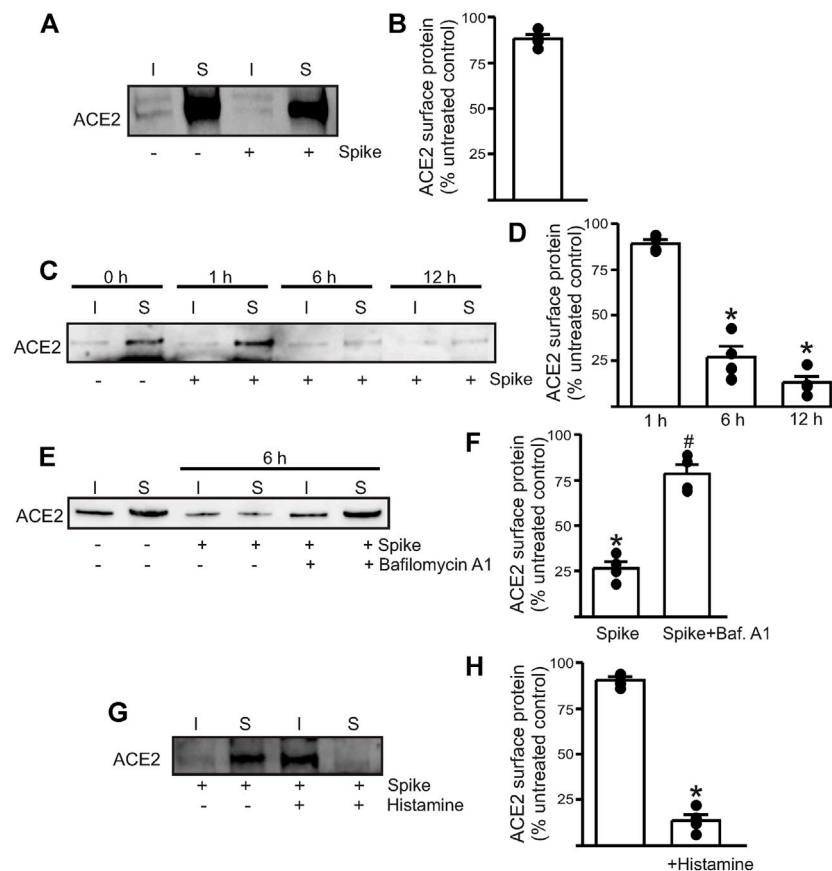 A
I S I S
ACE2
- - + + Spike
B
ACE2 surface protein
(% untreated control)
100
75
50
25
C
0 h 1 h 6 h 12 h
I S I S I S I S
ACE2
- - + + + + + + Spike
D
ACE2 surface protein
(% untreated control)
100
75
50
25
*
*
1 h 6 h 12 h
E
6 h
I S I S I S
ACE2
- - + + + + Spike
- - - - + + Bafilomycin A1
F
ACE2 surface protein
(% untreated control)
100
75
50
25
*
#
Spike Spike+Baf. A1
G
I S I S
ACE2
+ + + + Spike
- - + + Histamine
H
ACE2 surface protein
(% untreated control)
100
75
50
25
*
+Histamine